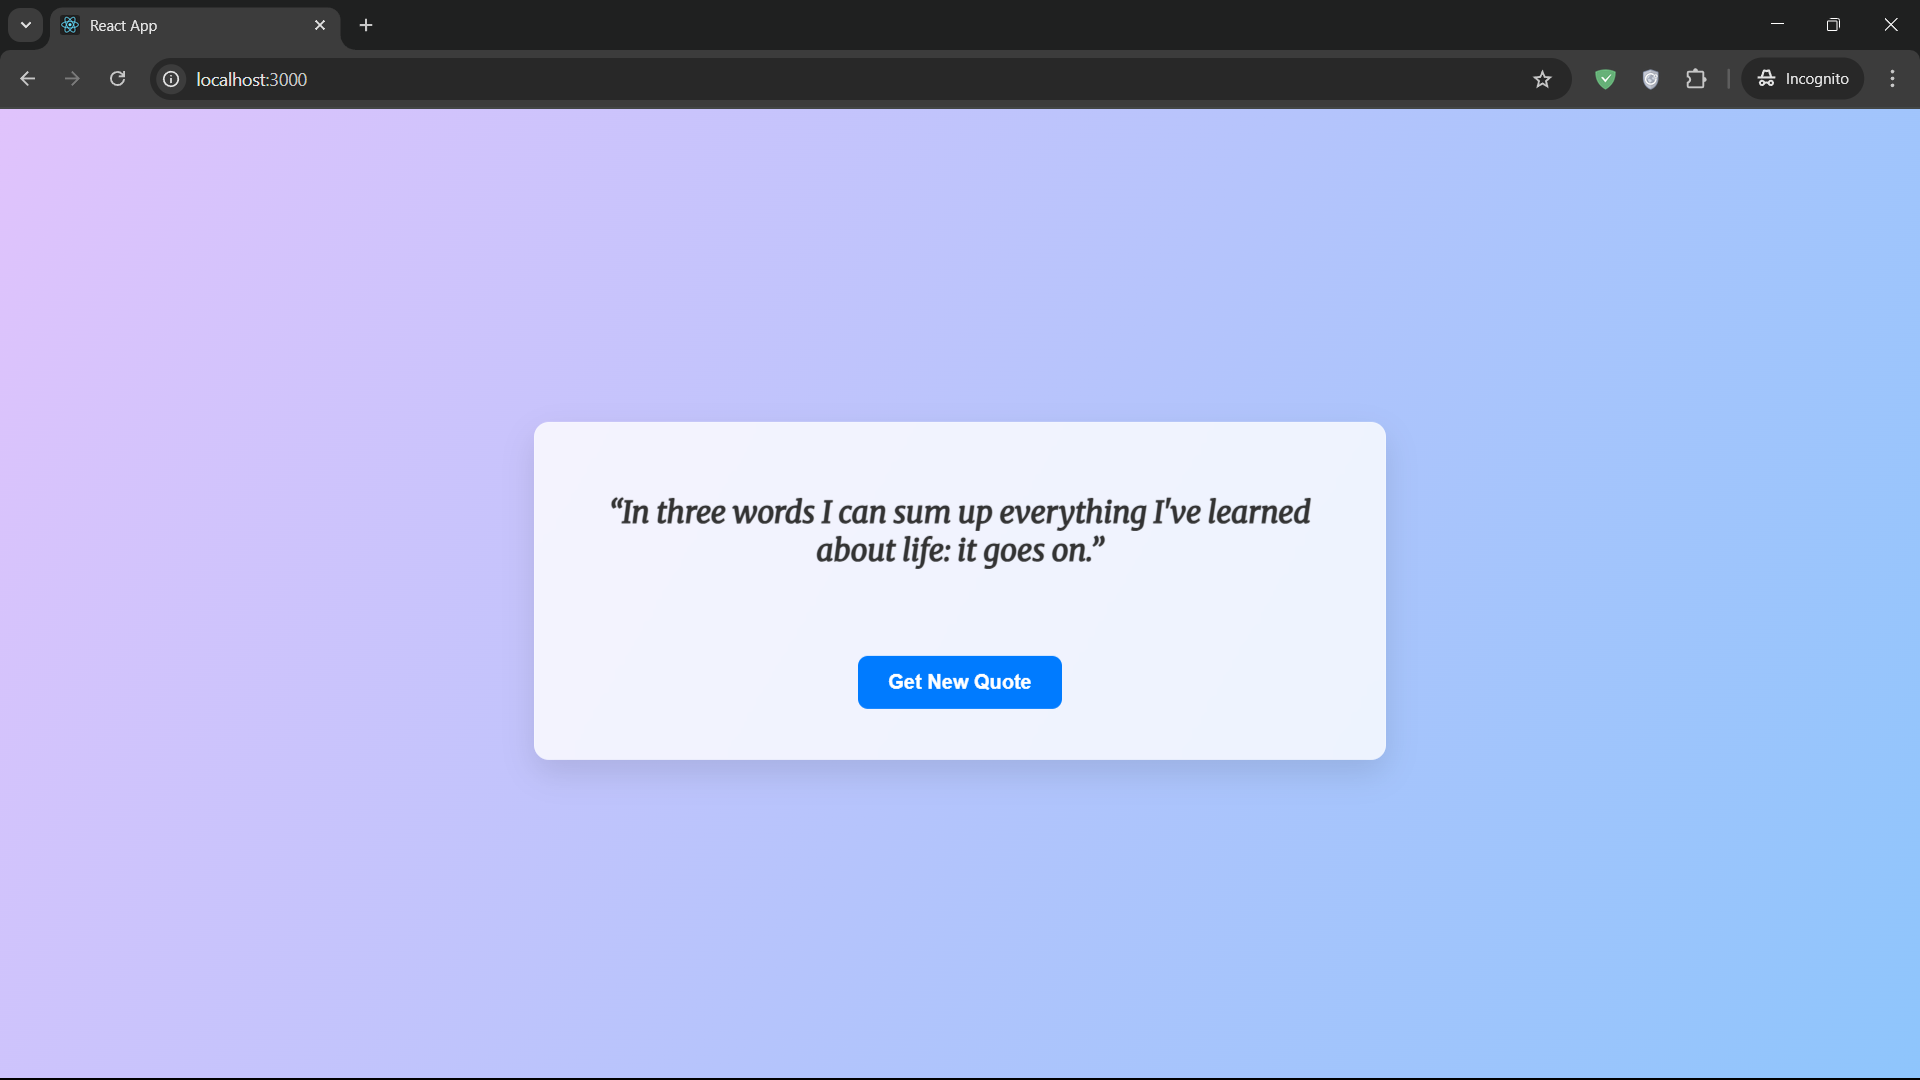 React App
localhost:3000
Incognito
“In three words I can sum up everything I've learned
about life: it goes on.”
Get New Quote